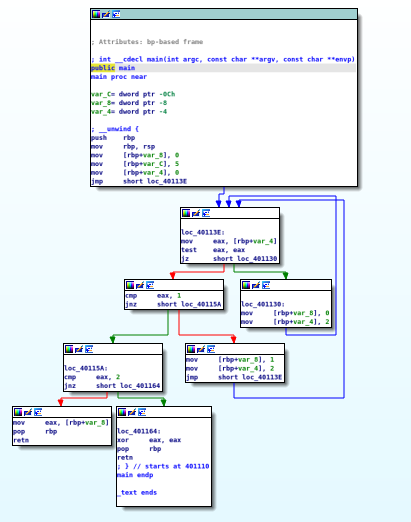 ; Attributes: bp-based frame
; int __cdecl main(int argc, const char **argv, const char **envp)
public main
main proc near
var_C= dword ptr -0Ch
var_8= dword ptr -8
var_4= dword ptr -4
; __unwind {
push rbp
mov rbp, rsp
mov [rbp+var_8], 0
mov [rbp+var_C], 5
mov [rbp+var_4], 0
jmp short loc_40113E
loc_40113E:
mov eax, [rbp+var_4]
test eax, eax
jz short loc_401130
cmp eax, 1
jnz short loc_40115A
loc_401130:
mov [rbp+var_8], 0
mov [rbp+var_4], 2
loc_40115A:
cmp eax, 2
jnz short loc_401164
mov [rbp+var_8], 1
mov [rbp+var_4], 2
jmp short loc_40113E
mov eax, [rbp+var_8]
pop rbp
retn
loc_401164:
xor eax, eax
pop rbp
retn
; } // starts at 401110
main endp
_text ends